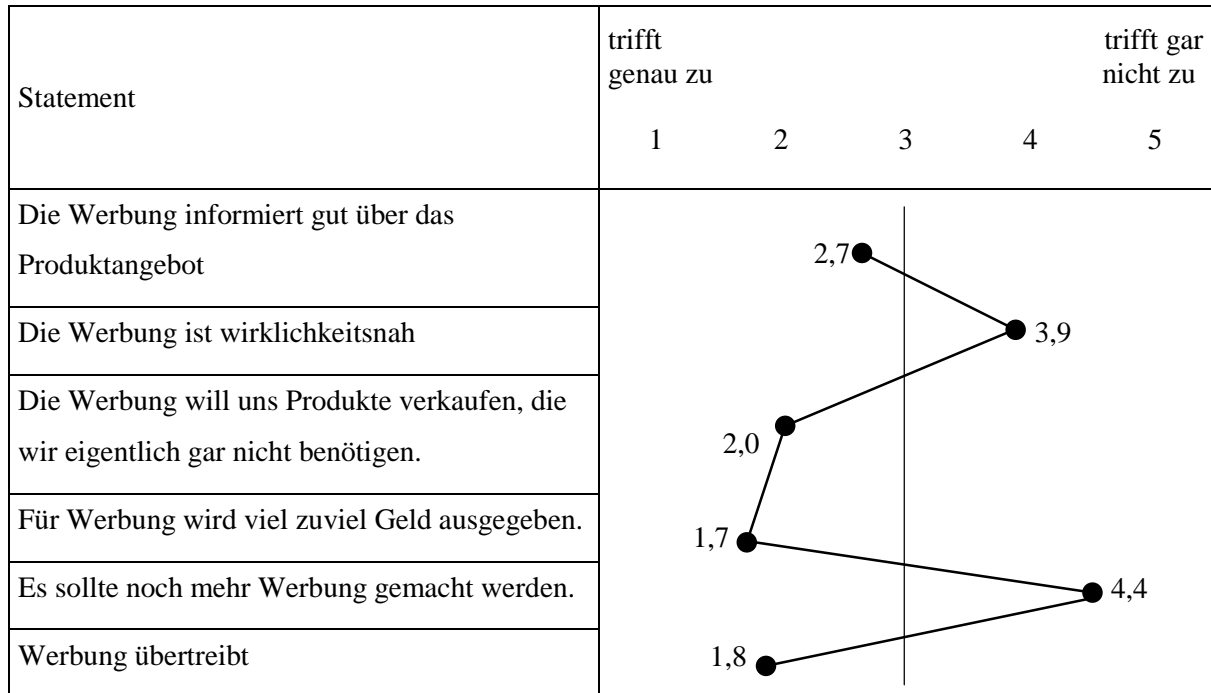 Statement
trifft genau zu
trifft gar nicht zu
1 2 3 4 5
Die Werbung informiert gut über das
Produktangebot
2,7
Die Werbung ist wirklichkeitsnah
3,9
Die Werbung will uns Produkte verkaufen, die
wir eigentlich gar nicht benötigen.
2,0
Für Werbung wird viel zuviel Geld ausgegeben.
1,7
Es sollte noch mehr Werbung gemacht werden.
4,4
Werbung übertreibt
1,8